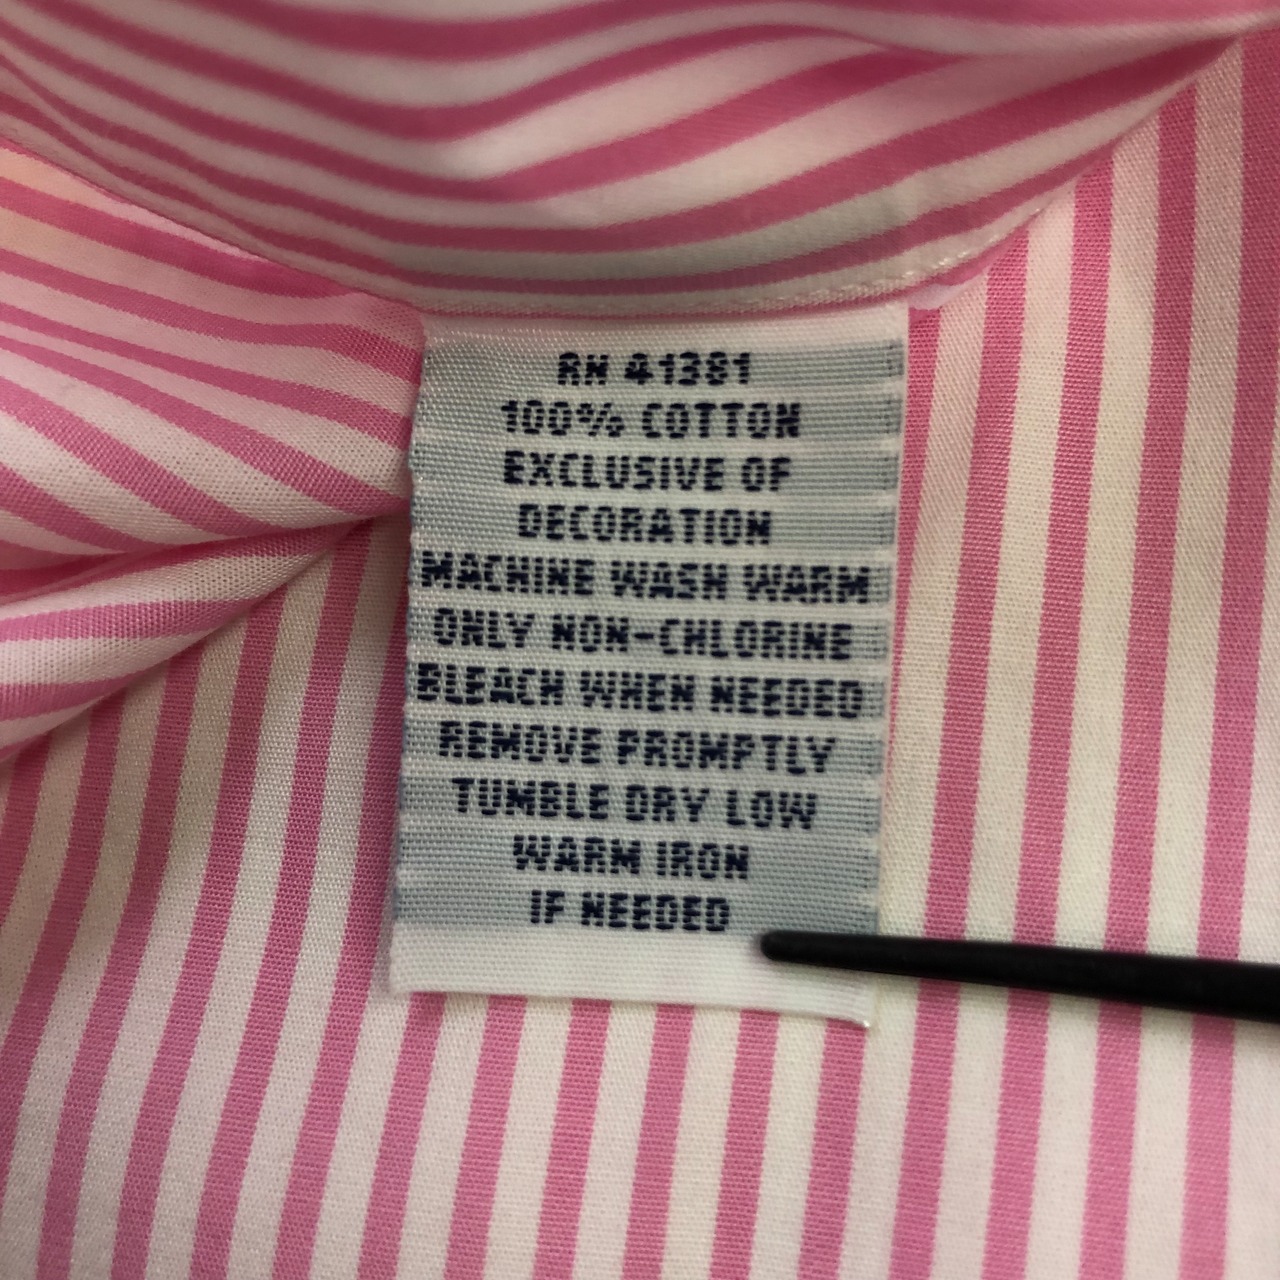 RN 41381
100% COTTON
EXCLUSIVE OF
DECORATION
MACHINE WASH WARM
ONLY NON-CHLORINE
BLEACH WHEN NEEDED
REMOVE PROMPTLY
TUMBLE DRY LOW
WARM IRON
IF NEEDED